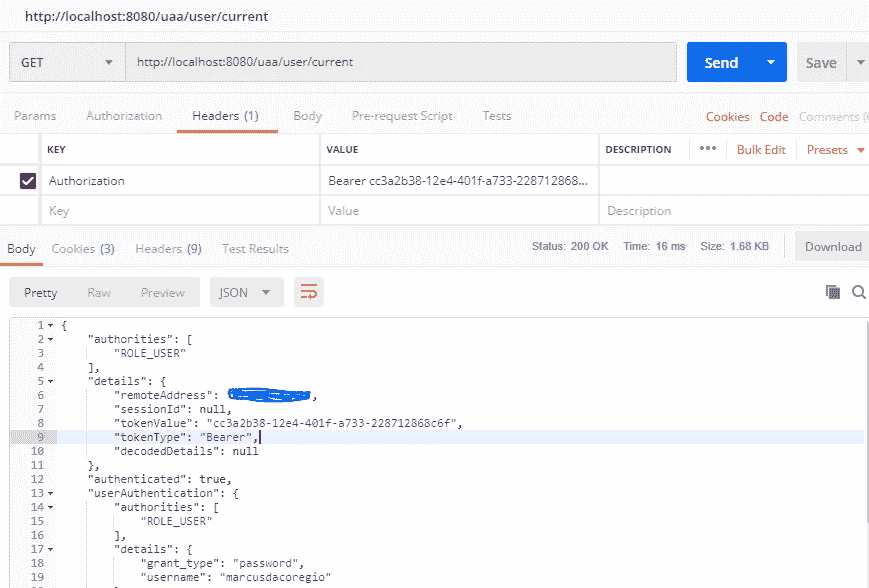 http://localhost:8080/uaa/user/current
GET http://localhost:8080/uaa/user/current Send Save
Params Authorization Headers (1) Body Pre-request Script Tests Cookies Code Comments (
KEY VALUE DESCRIPTION ••• Bulk Edit Presets
Authorization Bearer cc3a2b38-12e4-401f-a733-228712868...
Key Value Description
Body Cookies (3) Headers (9) Test Results Status: 200 OK Time: 16 ms Size: 1.68 KB Download
Pretty Raw Preview JSON
1 {
2 "authorities": [
3 "ROLE_USER"
4 ],
5 "details": {
6 "remoteAddress": ,
7 "sessionId": null,
8 "tokenValue": "cc3a2b38-12e4-401f-a733-228712868c6f",
9 "tokenType": "Bearer",
10 "decodedDetails": null
11 },
12 "authenticated": true,
13 "userAuthentication": {
14 "authorities": [
15 "ROLE_USER"
16 ],
17 "details": {
18 "grant_type": "password",
19 "username": "marcusdacoregio"